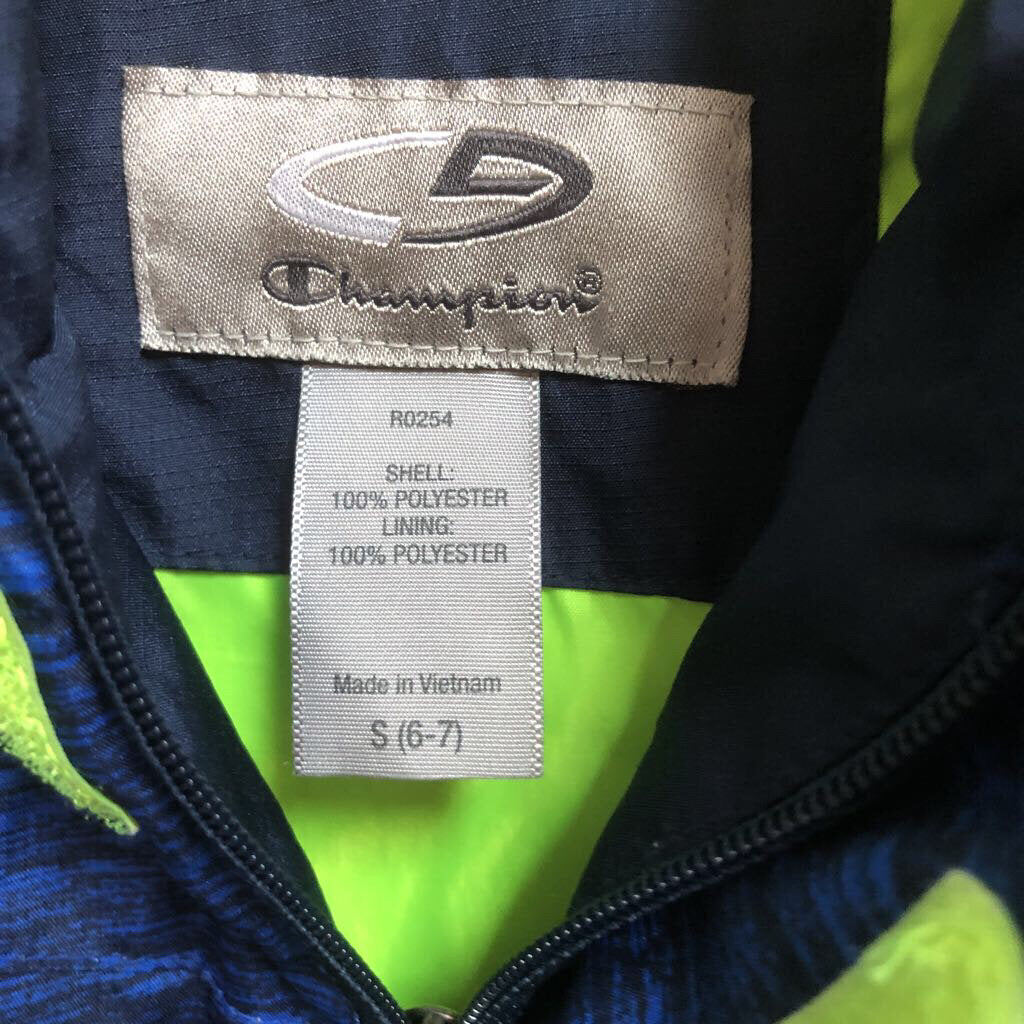 Champion®
R0254
SHELL:
100% POLYESTER
LINING:
100% POLYESTER
Made in Vietnam
S (6-7)